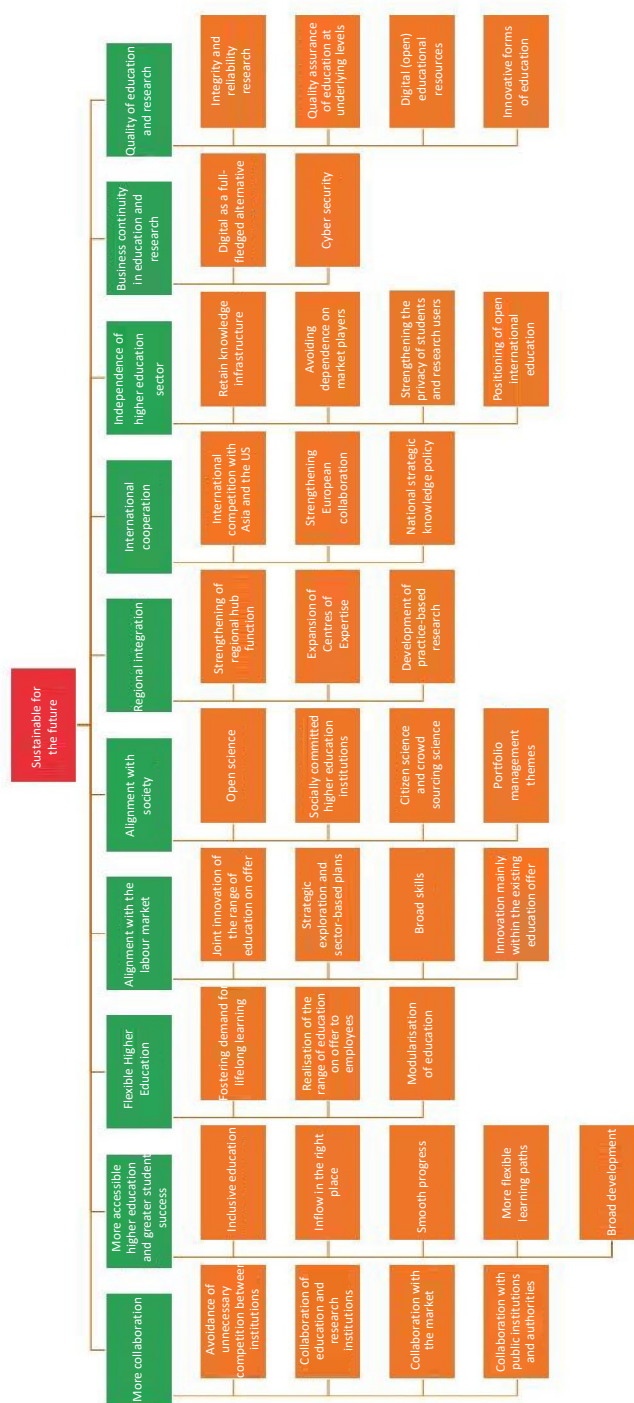 Sustainable for
the future
More collaboration
Avoidance of
unnecessary
competition between
institutions
Collaboration of
education and
research
institutions
Collaboration with
the market
Collaboration with
public institutions
and authorities
More accessible
higher education
and greater student
success
Inclusive education
Inflow in the right
place
Smooth progress
More flexible
learning paths
Broad development
Flexible Higher
Education
Fostering demand for
lifelong learning
Realisation of the
range of education
on offer to
employees
Modularisation
of education
Alignment with the
labour market
Joint innovation of
the range of
education on offer
Strategic
exploration and
sector-based plans
Broad skills
Innovation mainly
within the existing
education offer
Alignment with
society
Open science
Socially committed
higher education
institutions
Citizen science
and crowd
sourcing science
Portfolio
management
themes
Regional integration
Strengthening of
regional hub
function
Expansion of
Centres of
Expertise
Development of
practice-based
research
International
cooperation
International
competition with
Asia and the US
Strengthening
European
collaboration
National strategic
knowledge policy
Independence of
higher education
sector
Retain knowledge
infrastructure
Avoiding
dependence on
market players
Strengthening the
privacy of students
and research users
Positioning of open
international
education
Business continuity
in education and
research
Digital as a full-
fledged alternative
Cyber security
Quality of education
and research
Integrity and
reliability
research
Quality assurance
of education at
underlying levels
Digital (open)
educational
resources
Innovative forms
of education